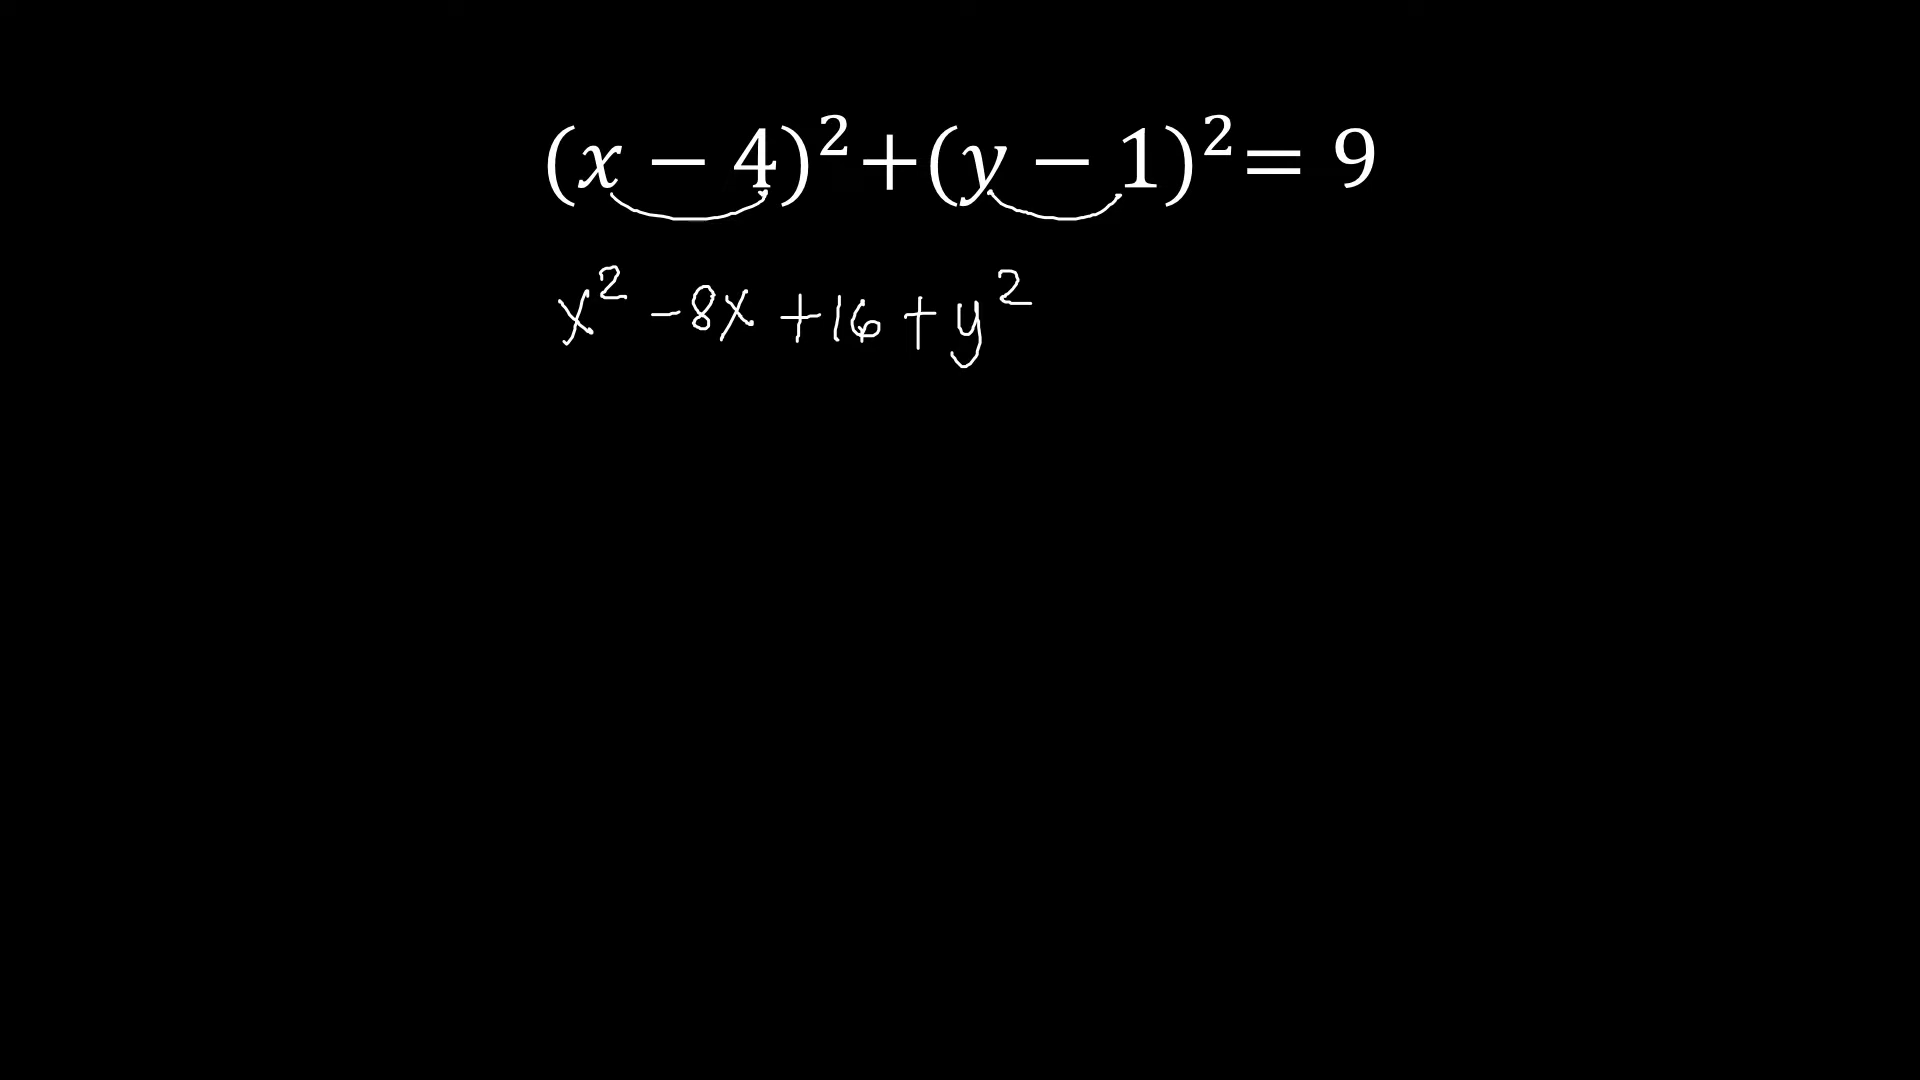 (x − 4)²+(y − 1)²= 9
x² −8x +16 + y²